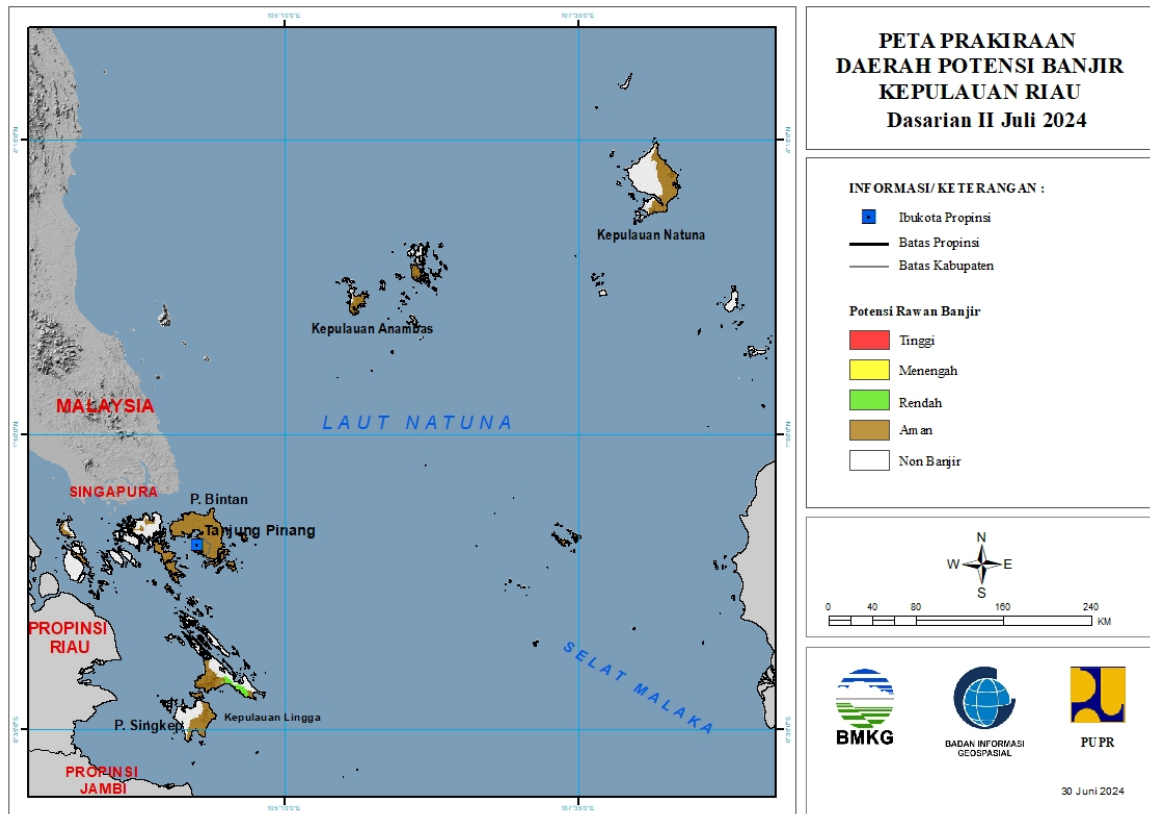 PETA PRAKIRAAN
DAERAH POTENSI BANJIR
KEPULAUAN RIAU
Dasarian II Juli 2024
INFORMASI/ KETERANGAN :
Ibukota Propinsi
Batas Propinsi
Batas Kabupaten
Potensi Rawan Banjir
Tinggi
Menengah
Rendah
Aman
Non Banjir
N
W E
S
0 40 80 160 240
KM
BMKG
BADAN INFORMASI
GEOSPASIAL
PUPR
30 Juni 2024
Kepulauan Natuna
Kepulauan Anambas
MALAYSIA
LAUT NATUNA
SINGAPURA
P. Bintan
Tanjung Pinang
PROPINSI
RIAU
SELAT MALAKA
P. Singkep
Kepulauan Lingga
PROPINSI
JAMBI